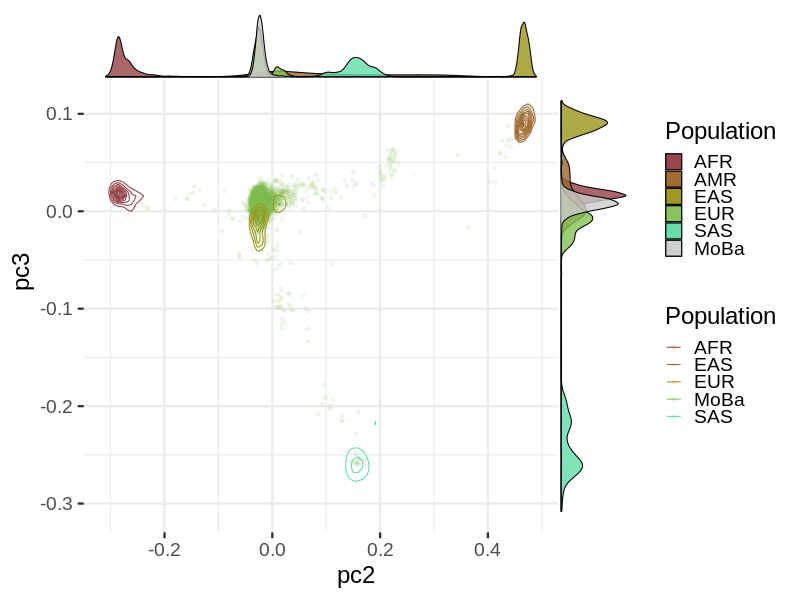 0.1
0.0
-0.1
-0.2
-0.3
pc3
-0.2 0.0 0.2 0.4
pc2
Population
AFR
AMR
EAS
EUR
SAS
MoBa
Population
AFR
EAS
EUR
MoBa
SAS